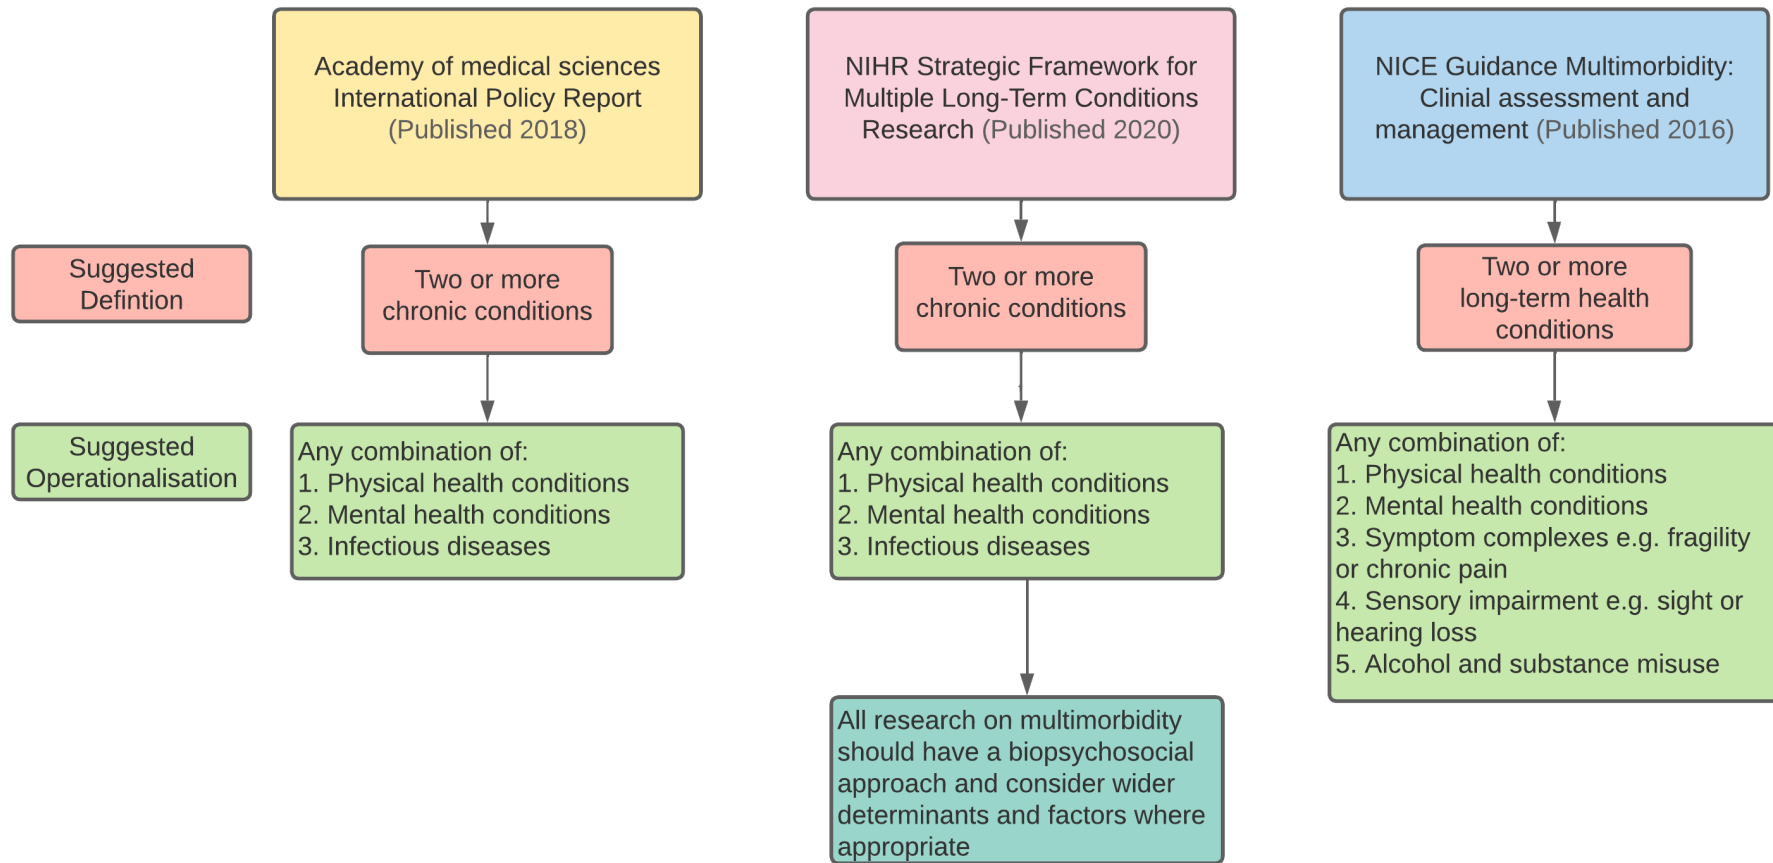 Academy of medical sciences
International Policy Report
(Published 2018)
NIHR Strategic Framework for
Multiple Long-Term Conditions
Research (Published 2020)
NICE Guidance Multimorbidity:
Clinial assessment and
management (Published 2016)
Suggested
Defintion
Two or more
chronic conditions
Two or more
chronic conditions
Two or more
long-term health
conditions
Suggested
Operationalisation
Any combination of:
1. Physical health conditions
2. Mental health conditions
3. Infectious diseases
Any combination of:
1. Physical health conditions
2. Mental health conditions
3. Infectious diseases
Any combination of:
1. Physical health conditions
2. Mental health conditions
3. Symptom complexes e.g. fragility
or chronic pain
4. Sensory impairment e.g. sight or
hearing loss
5. Alcohol and substance misuse
All research on multimorbidity
should have a biopsychosocial
approach and consider wider
determinants and factors where
appropriate